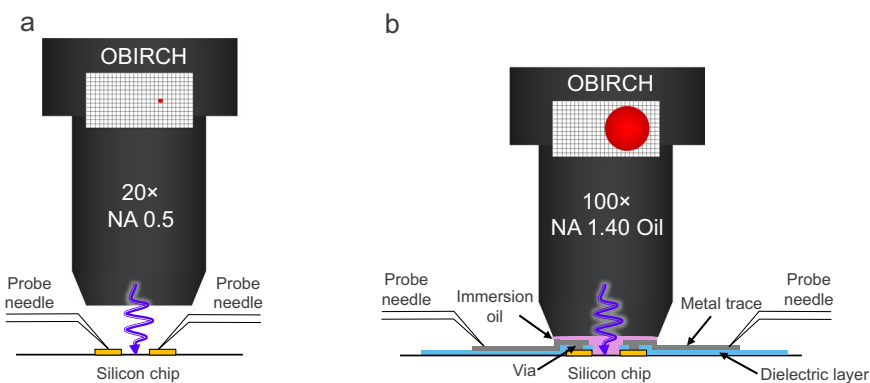 a
OBIRCH
20×
NA 0.5
Probe
needle
Probe
needle
Silicon chip
b
OBIRCH
100×
NA 1.40 Oil
Probe
needle
Immersion
oil
Metal trace
Probe
needle
Via
Silicon chip
Dielectric layer